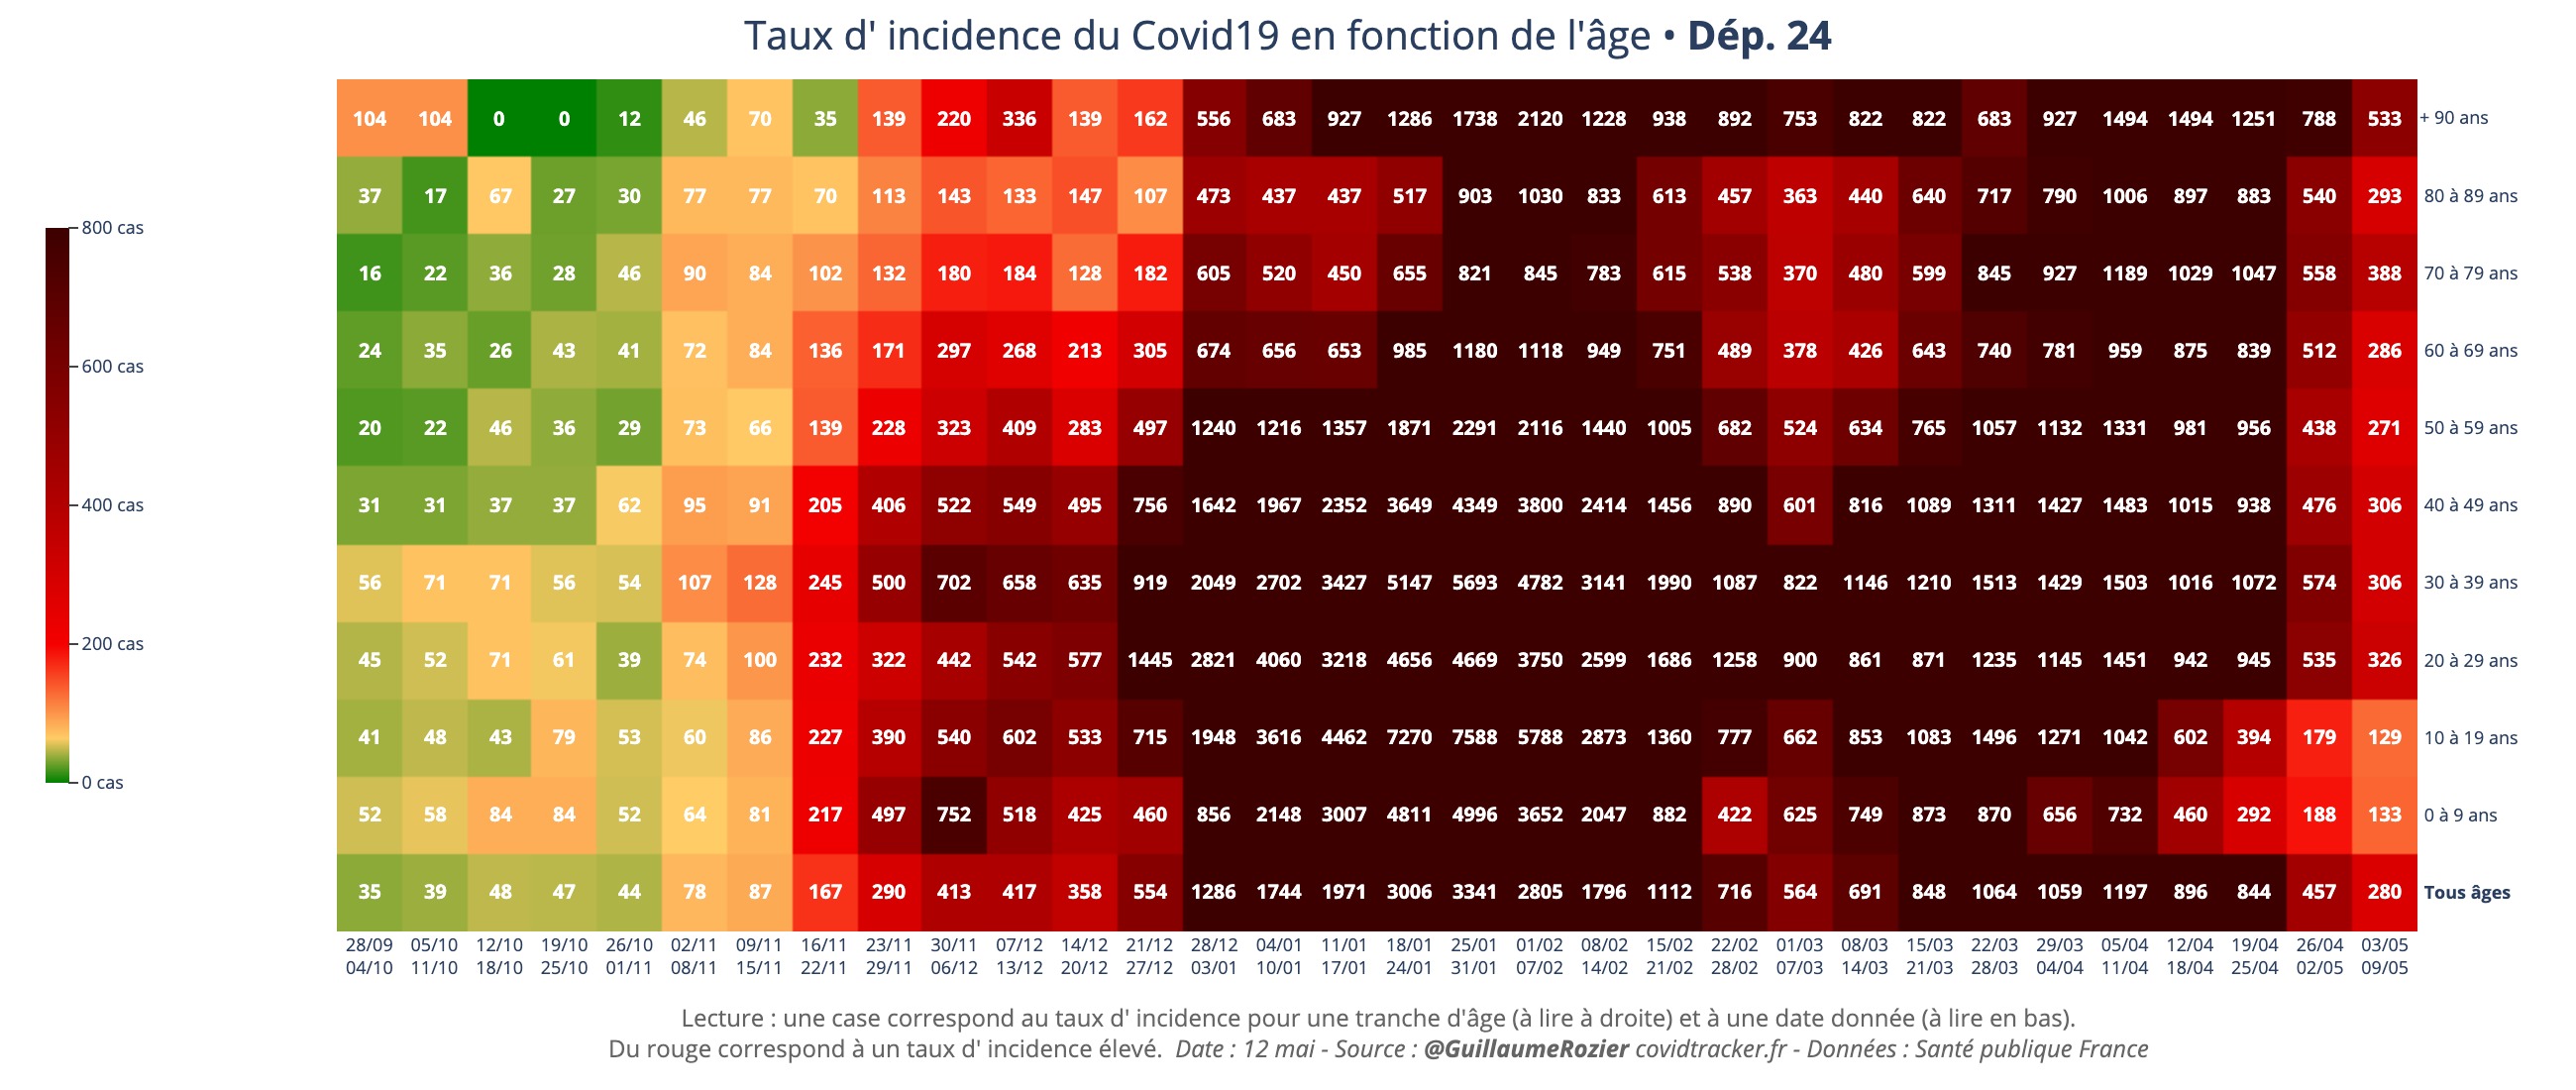 Taux d' incidence du Covid19 en fonction de l'âge • Dép. 24
104 104 0 0 12 46 70 35 139 220 336 139 162 556 683 927 1286 1738 2120 1228 938 892 753 822 822 683 927 1494 1494 1251 788 533 + 90 ans
37 17 67 27 30 77 77 70 113 143 133 147 107 473 437 437 517 903 1030 833 613 457 363 440 640 717 790 1006 897 883 540 293 80 à 89 ans
800 cas
16 22 36 28 46 90 84 102 132 180 184 128 182 605 520 450 655 821 845 783 615 538 370 480 599 845 927 1189 1029 1047 558 388 70 à 79 ans
24 35 26 43 41 72 84 136 171 297 268 213 305 674 656 653 985 1180 1118 949 751 489 378 426 643 740 781 959 875 839 512 286 60 à 69 ans
600 cas
20 22 46 36 29 73 66 139 228 323 409 283 497 1240 1216 1357 1871 2291 2116 1440 1005 682 524 634 765 1057 1132 1331 981 956 438 271 50 à 59 ans
400 cas
31 31 37 37 62 95 91 205 406 522 549 495 756 1642 1967 2352 3649 4349 3800 2414 1456 890 601 816 1089 1311 1427 1483 1015 938 476 306 40 à 49 ans
56 71 71 56 54 107 128 245 500 702 658 635 919 2049 2702 3427 5147 5693 4782 3141 1990 1087 822 1146 1210 1513 1429 1503 1016 1072 574 306 30 à 39 ans
200 cas
45 52 71 61 39 74 100 232 322 442 542 577 1445 2821 4060 3218 4656 4669 3750 2599 1686 1258 900 861 871 1235 1145 1451 942 945 535 326 20 à 29 ans
41 48 43 79 53 60 86 227 390 540 602 533 715 1948 3616 4462 7270 7588 5788 2873 1360 777 662 853 1083 1496 1271 1042 602 394 179 129 10 à 19 ans
0 cas
52 58 84 84 52 64 81 217 497 752 518 425 460 856 2148 3007 4811 4996 3652 2047 882 422 625 749 873 870 656 732 460 292 188 133 0 à 9 ans
35 39 48 47 44 78 87 167 290 413 417 358 554 1286 1744 1971 3006 3341 2805 1796 1112 716 564 691 848 1064 1059 1197 896 844 457 280 Tous âges
28/09 05/10 12/10 19/10 26/10 02/11 09/11 16/11 23/11 30/11 07/12 14/12 21/12 28/12 04/01 11/01 18/01 25/01 01/02 08/02 15/02 22/02 01/03 08/03 15/03 22/03 29/03 05/04 12/04 19/04 26/04 03/05
04/10 11/10 18/10 25/10 01/11 08/11 15/11 22/11 29/11 06/12 13/12 20/12 27/12 03/01 10/01 17/01 24/01 31/01 07/02 14/02 21/02 28/02 07/03 14/03 21/03 28/03 04/04 11/04 18/04 25/04 02/05 09/05
Lecture : une case correspond au taux d' incidence pour une tranche d'âge (à lire à droite) et à une date donnée (à lire en bas).
Du rouge correspond à un taux d' incidence élevé. Date : 12 mai - Source : @GuillaumeRozier covidtracker.fr - Données : Santé publique France